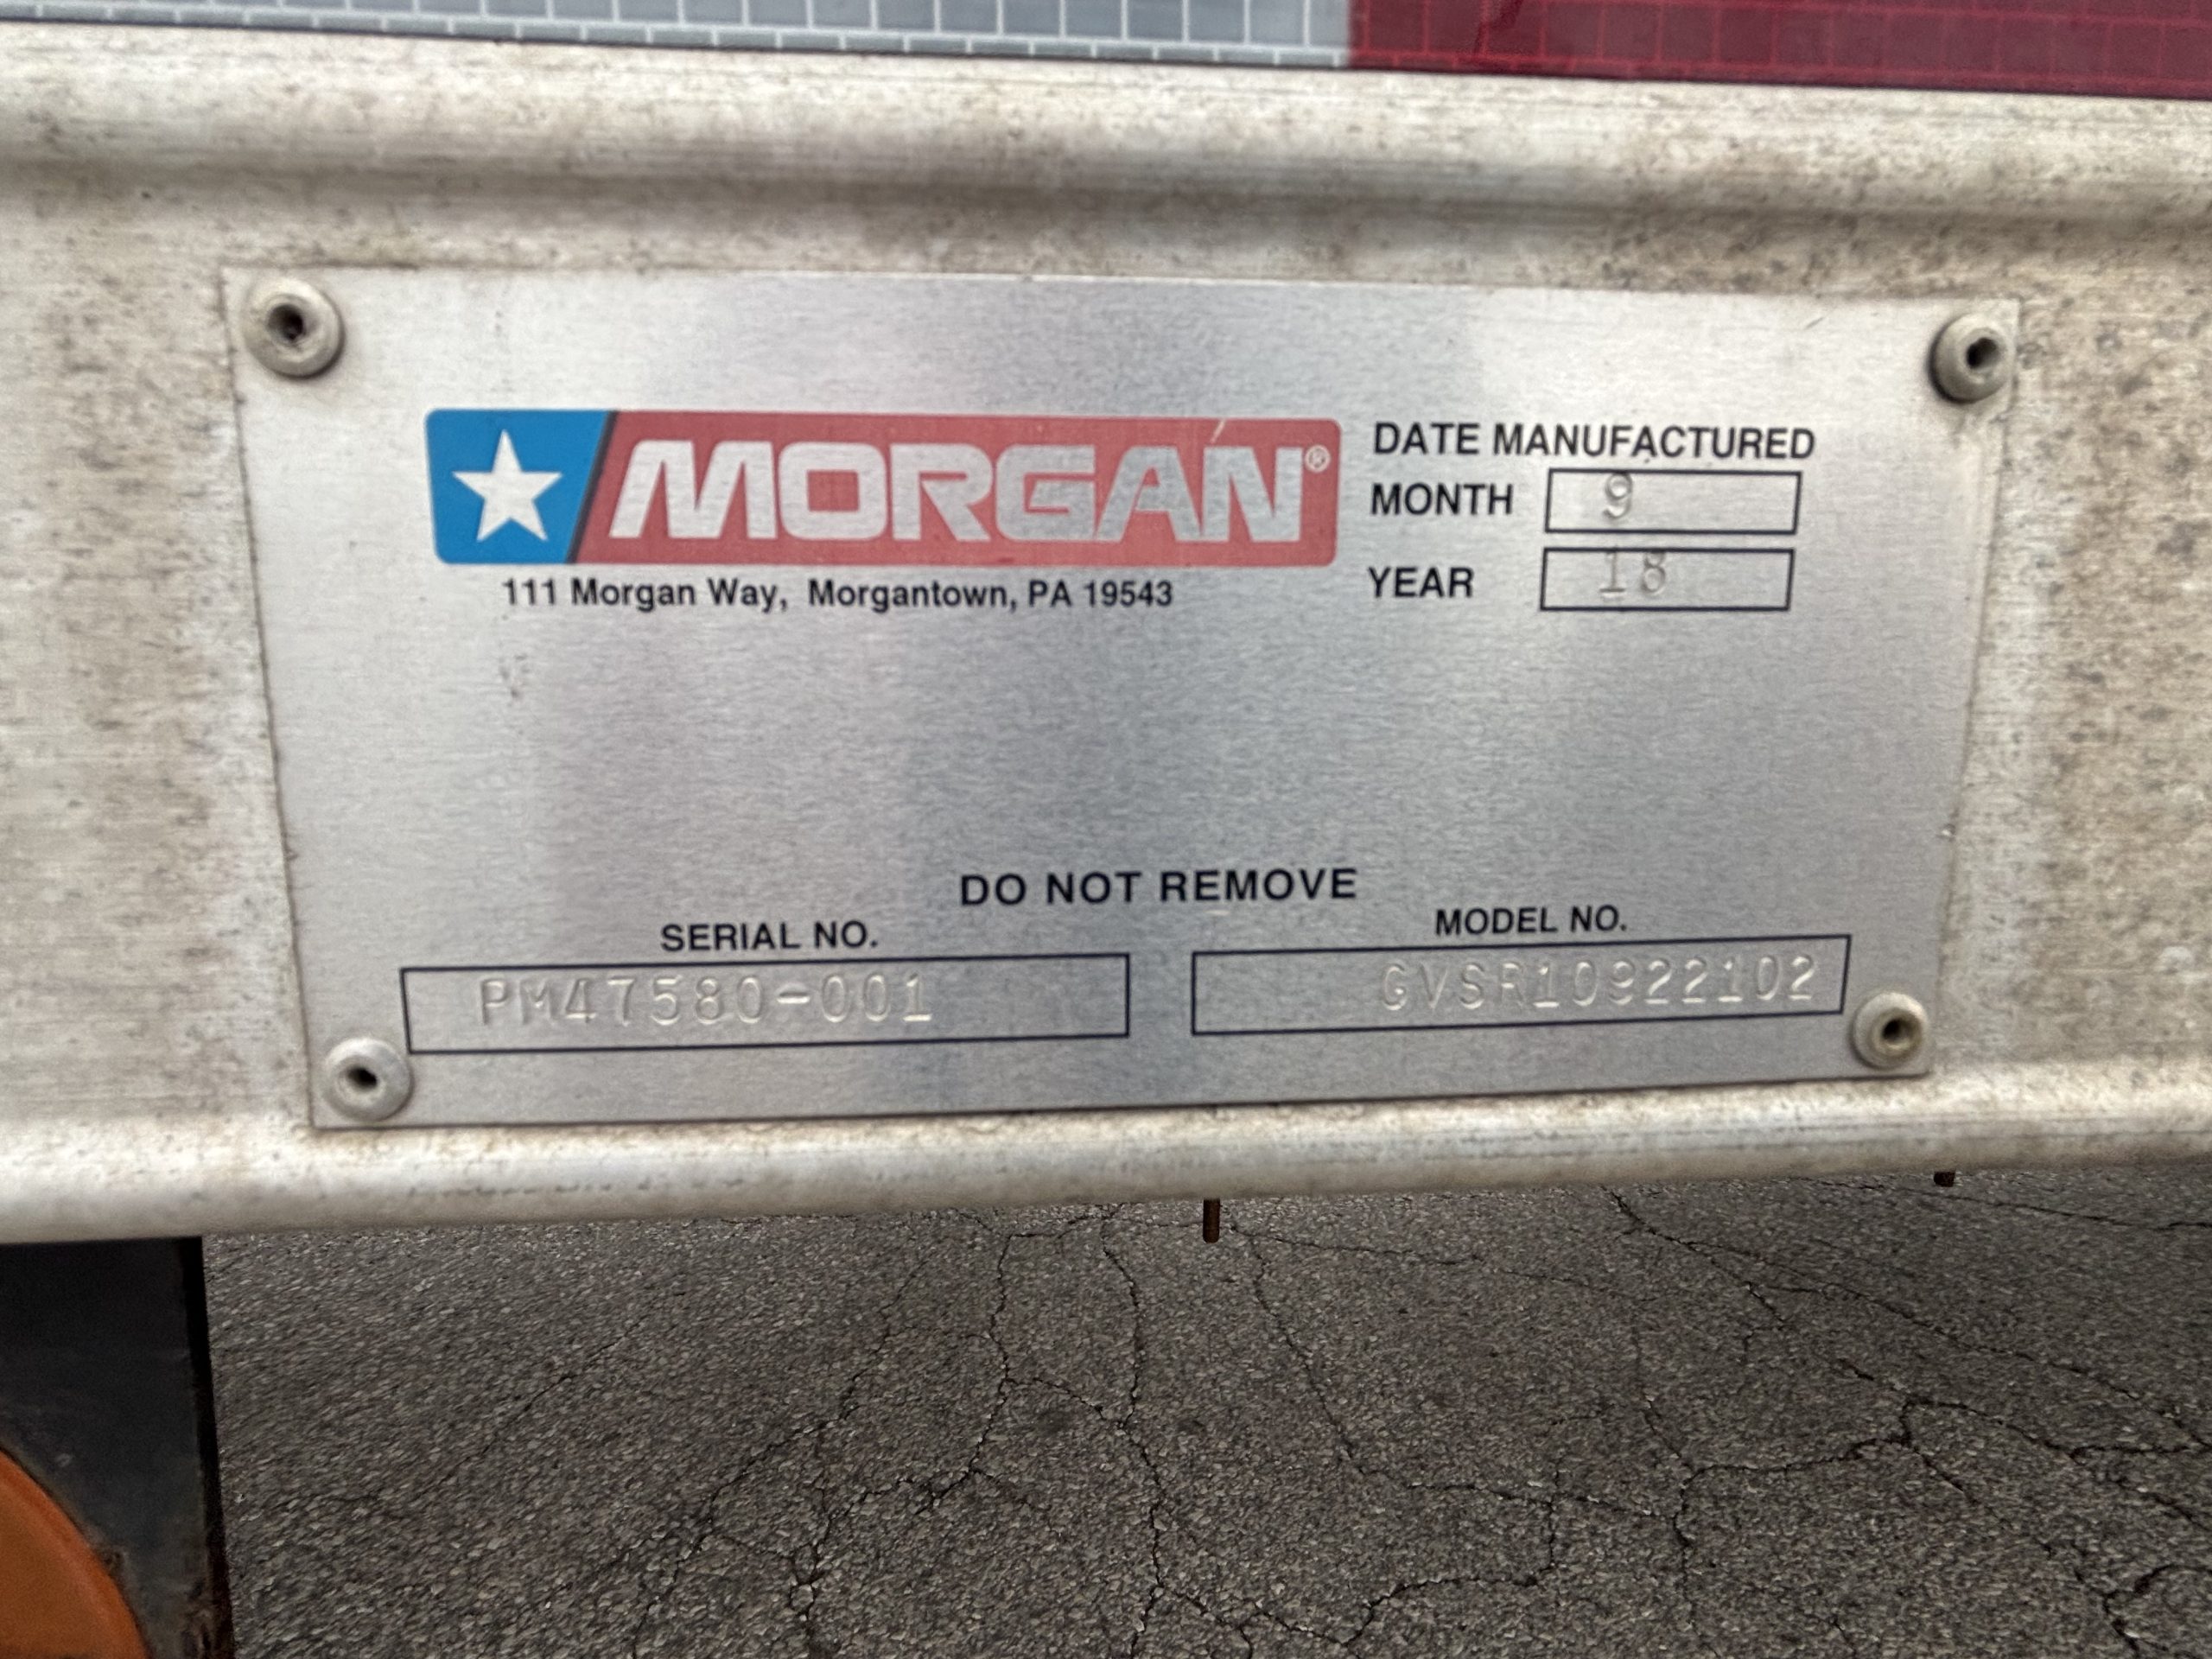 MORGAN®
111 Morgan Way, Morgantown, PA 19543
DATE MANUFACTURED
MONTH 9
YEAR 18
DO NOT REMOVE
SERIAL NO.
PM47580-001
MODEL NO.
GVSR10922102